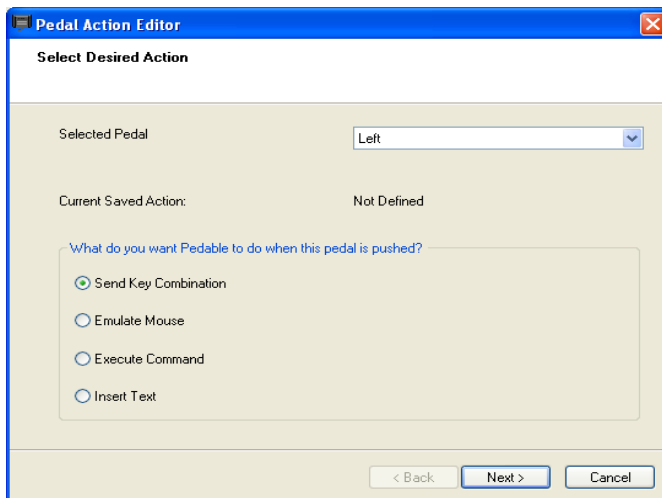 Pedal Action Editor
Select Desired Action
Selected Pedal Left
Current Saved Action: Not Defined
What do you want Pedable to do when this pedal is pushed?
Send Key Combination
Emulate Mouse
Execute Command
Insert Text
< Back Next > Cancel